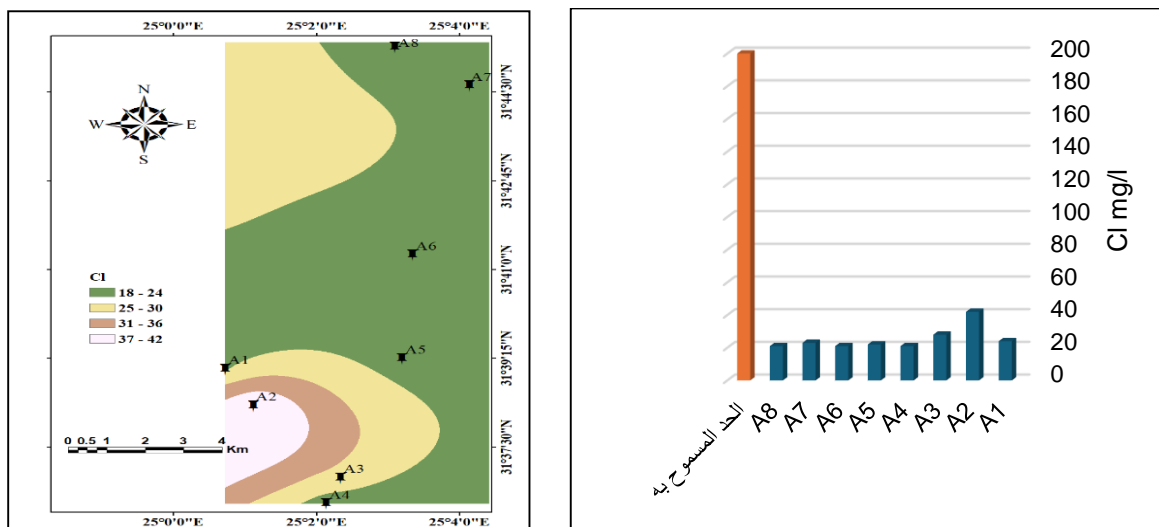 25°0'0"E 25°2'0"E 25°4'0"E
A8
A7
31°44'30"N
N
W E
S
31°42'45"N
A6
31°41'0"N
Cl
18 - 24
25 - 30
31 - 36
37 - 42
A5
31°39'15"N
A1
A2
0 0.5 1 2 3 4
Km
31°37'30"N
A3
A4
25°0'0"E 25°2'0"E 25°4'0"E
200
180
160
140
120
100
80
60
40
20
0
Cl mg/l
الحد المسموح به
A8
A7
A6
A5
A4
A3
A2
A1